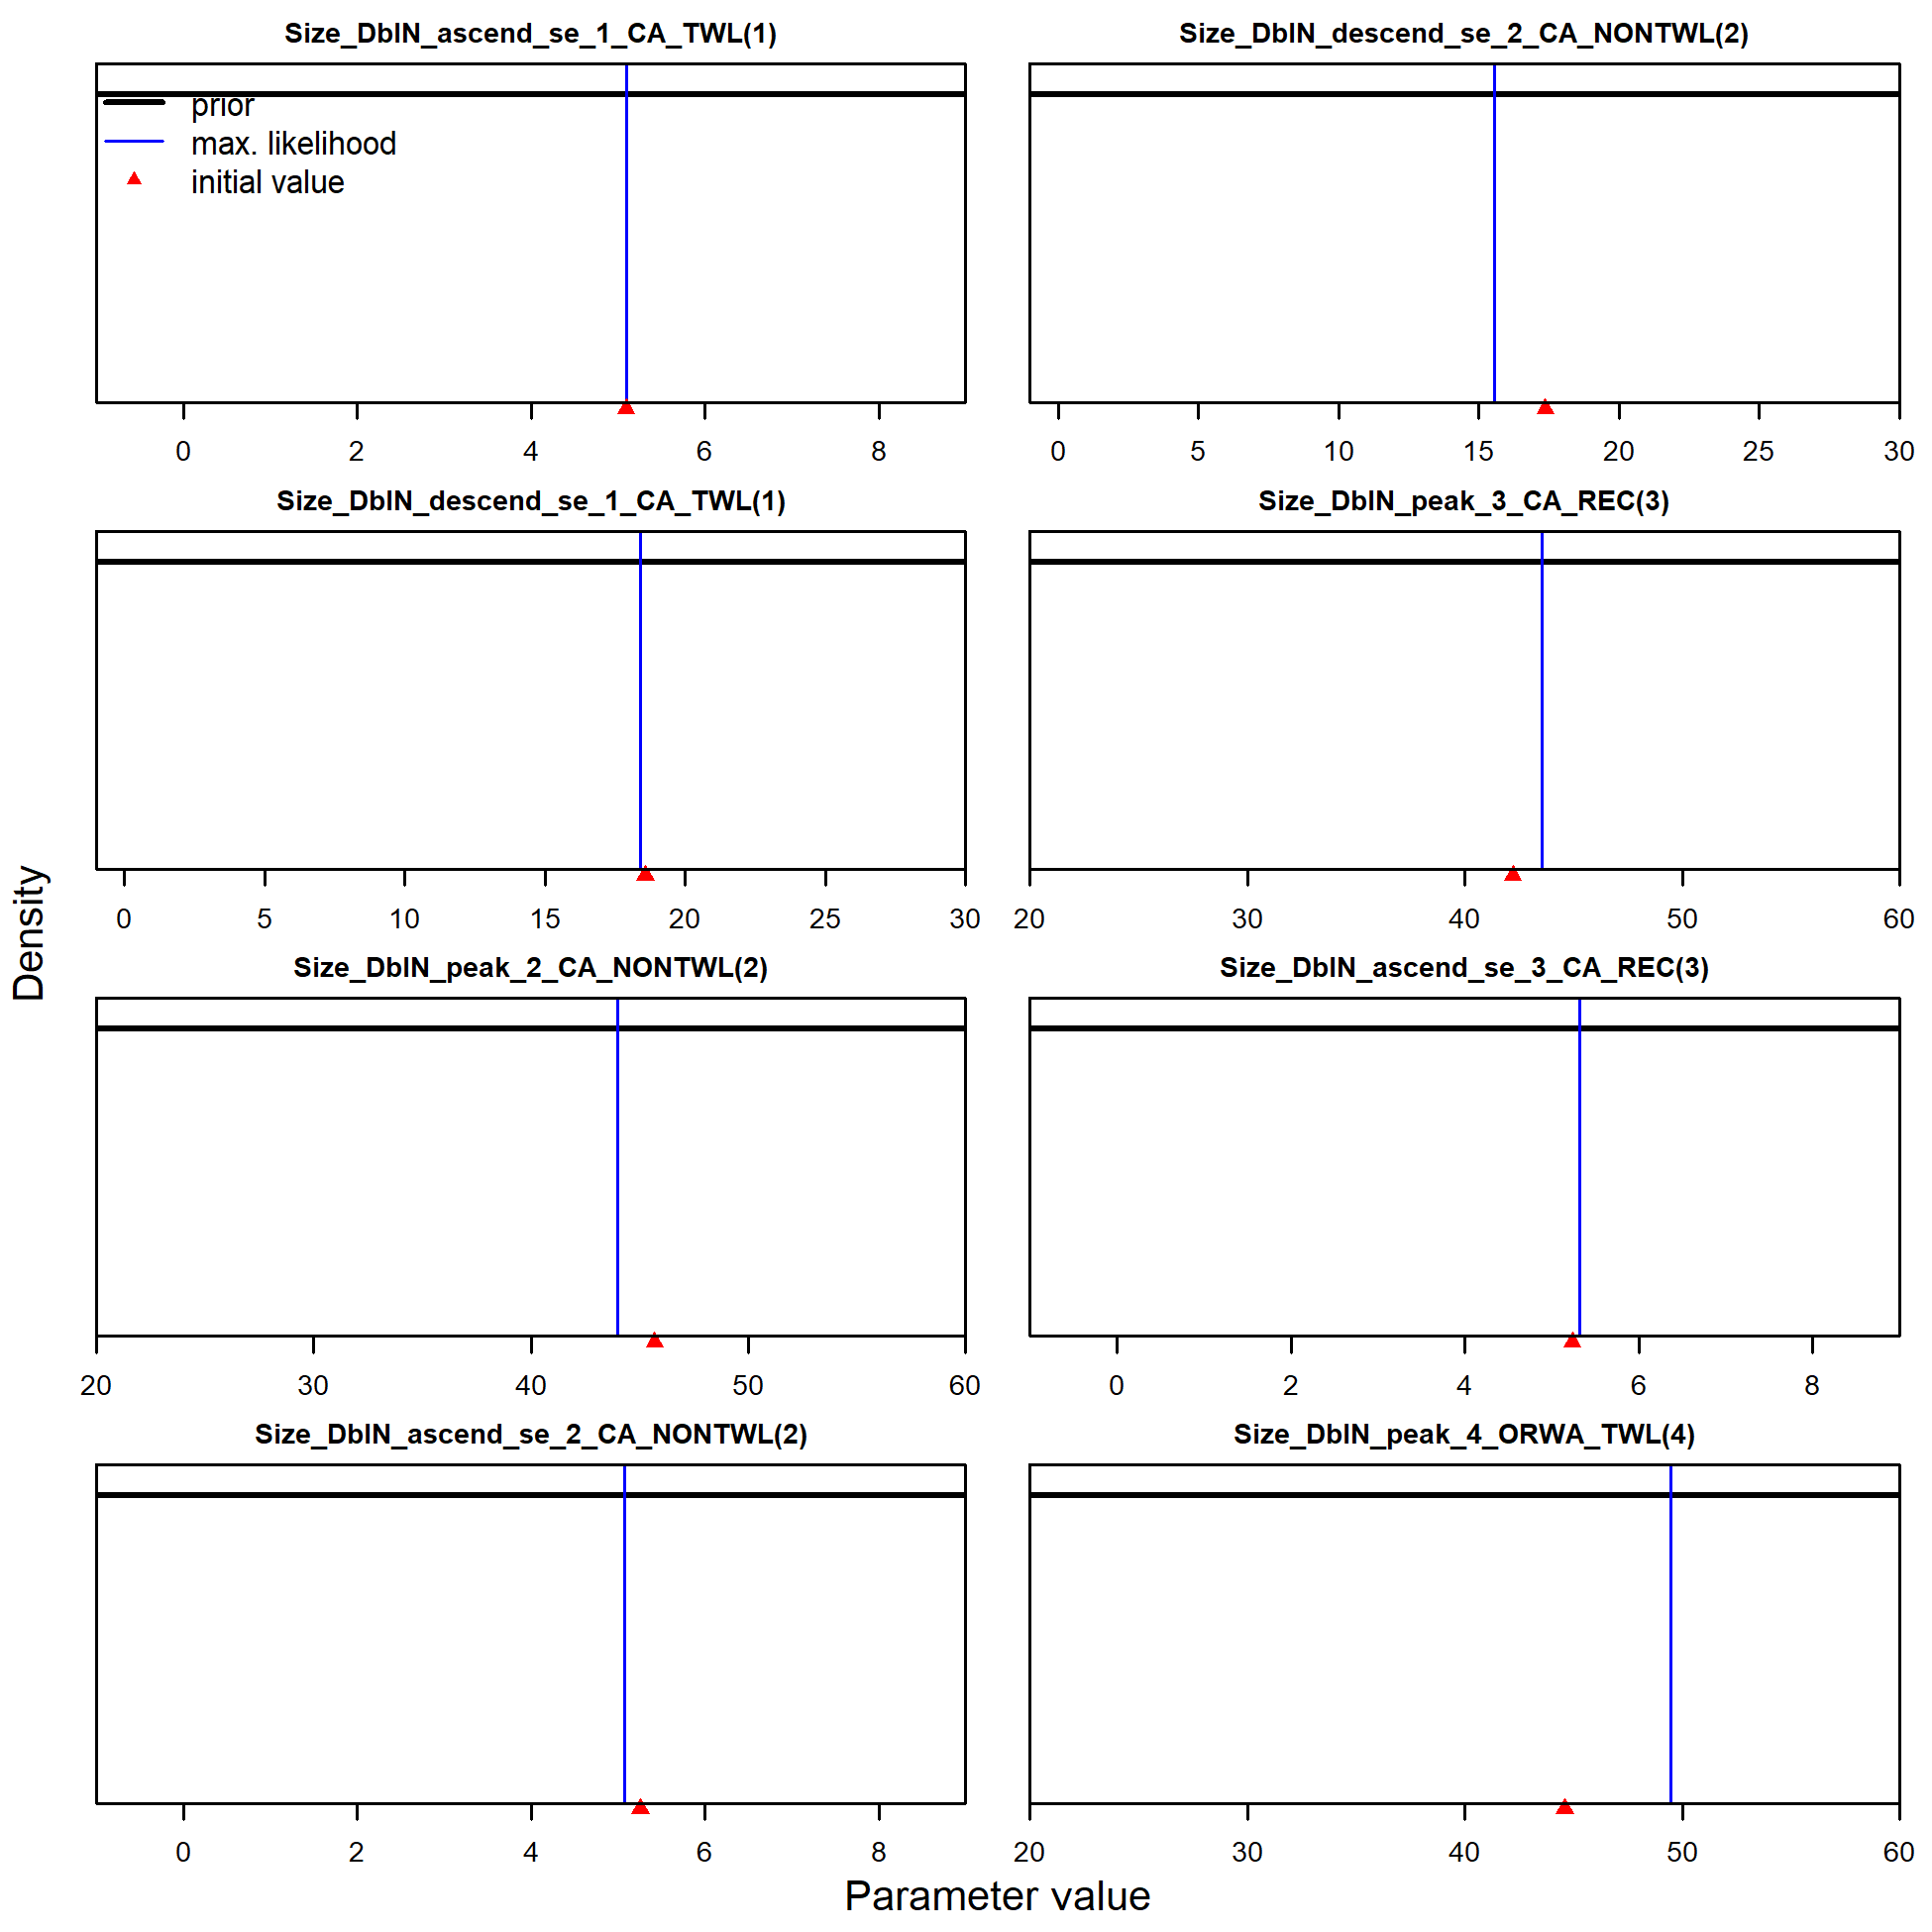 Size_DblN_ascend_se_1_CA_TWL(1)
prior
max. likelihood
initial value
0 2 4 6 8
Size_DblN_descend_se_2_CA_NONTWL(2)
0 5 10 15 20 25 30
Size_DblN_descend_se_1_CA_TWL(1)
0 5 10 15 20 25 30
Size_DblN_peak_3_CA_REC(3)
20 30 40 50 60
Size_DblN_peak_2_CA_NONTWL(2)
20 30 40 50 60
Size_DblN_ascend_se_3_CA_REC(3)
0 2 4 6 8
Size_DblN_ascend_se_2_CA_NONTWL(2)
0 2 4 6 8
Size_DblN_peak_4_ORWA_TWL(4)
20 30 40 50 60
Density
Parameter value